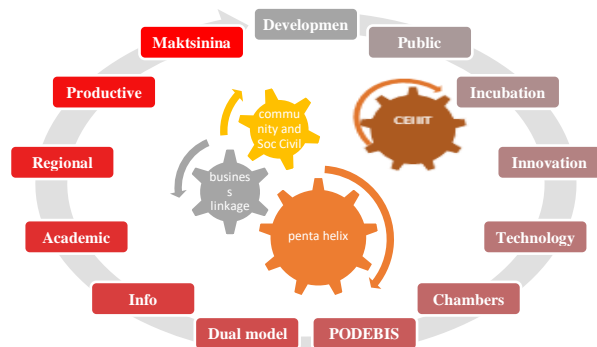 Developmen
Maktsinina
Public
Productive
Incubation
commu
nity and
Soc Civil
CEIIIT
Regional
Innovation
busines
s
linkage
Academic
penta helix
Technology
Info
Chambers
Dual model
PODEBIS